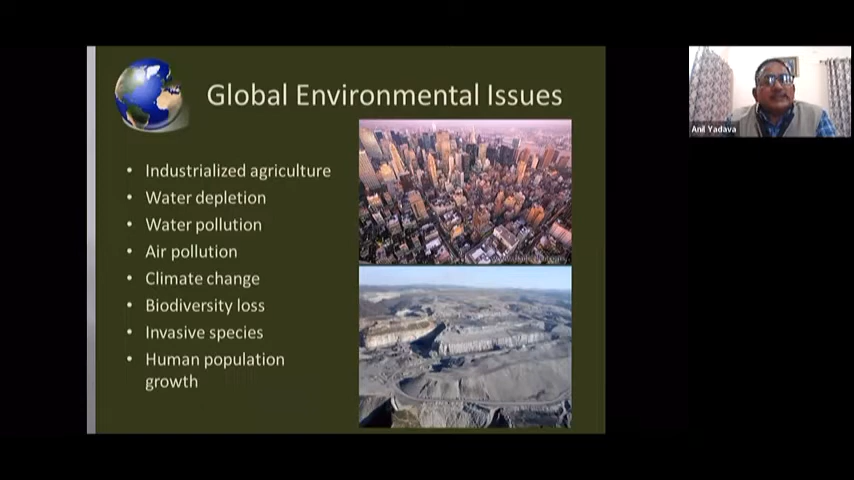 Global Environmental Issues
• Industrialized agriculture
• Water depletion
• Water pollution
• Air pollution
• Climate change
• Biodiversity loss
• Invasive species
• Human population
growth
Anil Yadava